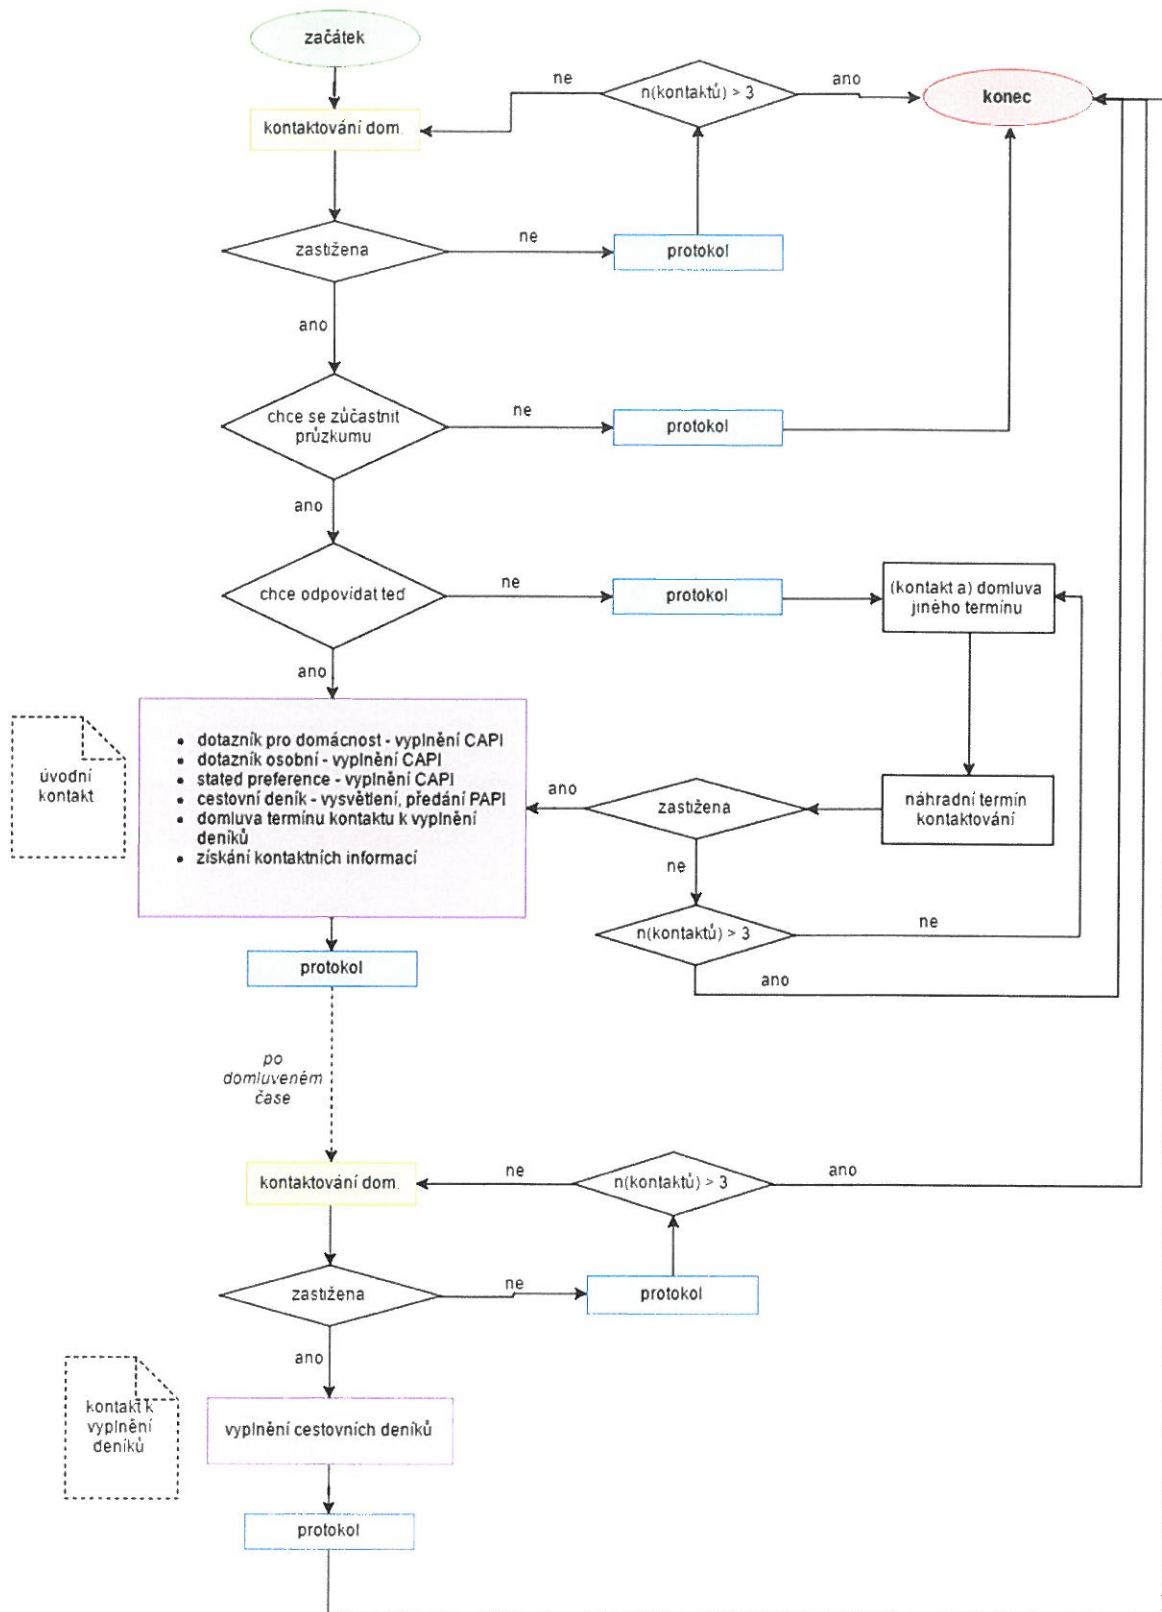 začátek
ne
n(kontaktů) > 3
ano
konec
kontaktování dom.
zastižena
ne
protokol
ano
chce se zůčastnit
průzkumu
ne
protokol
ano
chce odpovídat teď
ne
protokol
(kontakt a) domluva
jiného termínu
ano
úvodní
kontakt
• dotazník pro domácnost - vyplnění CAPI
• dotazník osobní - vyplnění CAPI
• stated preference - vyplnění CAPI
• cestovní deník - vysvětlení, předání PAPI
• domluva termínu kontaktu k vyplnění
deníků
• získání kontaktních informací
ano
zastižena
náhradní termín
kontaktování
ne
n(kontaktů) > 3
ne
ano
protokol
po
domluveném
čase
kontaktování dom.
ne
n(kontaktů) > 3
ano
zastižena
ne
protokol
ano
kontakt k
vyplnění
deníků
vyplnění cestovních deníků
protokol